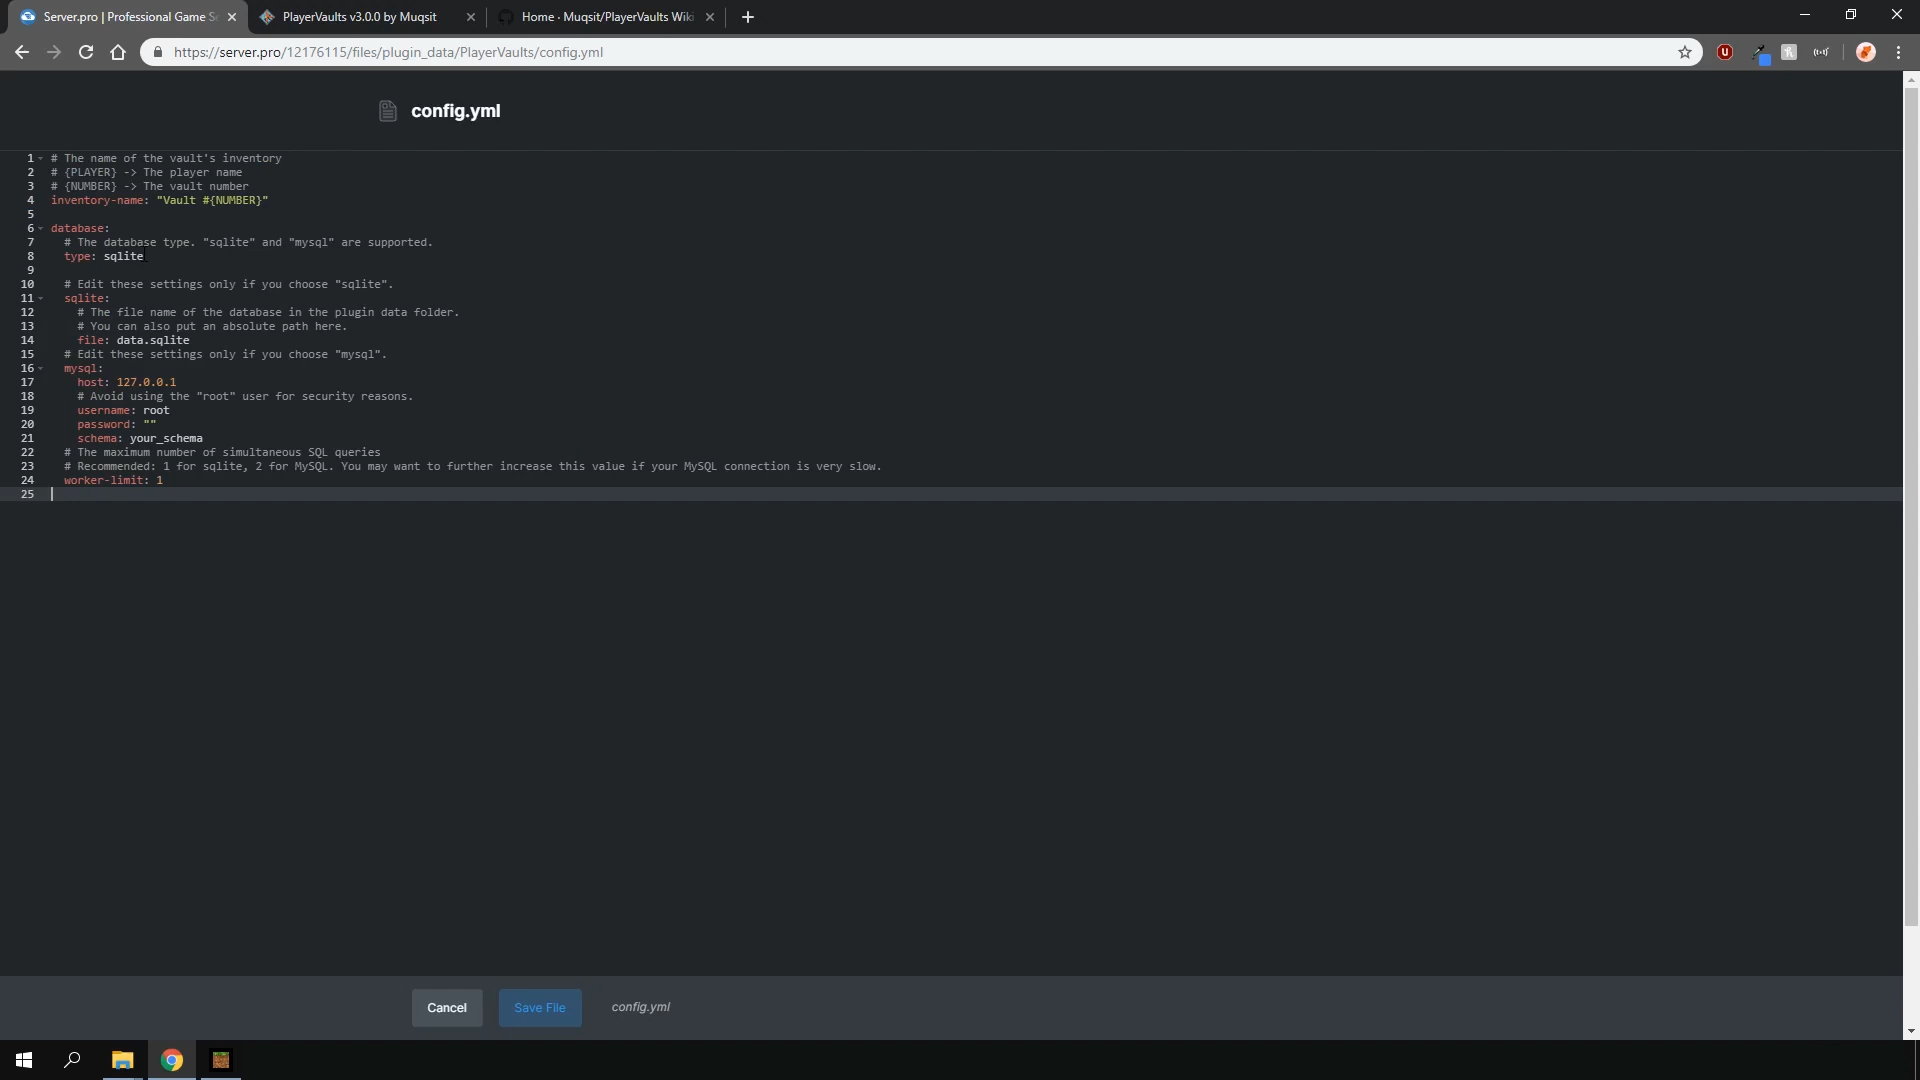 Server.pro | Professional Game S
PlayerVaults v3.0.0 by Muqsit
Home · Muqsit/PlayerVaults Wiki
https://server.pro/12176115/files/plugin_data/PlayerVaults/config.yml
config.yml
1 # The name of the vault's inventory
2 # {PLAYER} -> The player name
3 # {NUMBER} -> The vault number
4 inventory-name: "Vault #{NUMBER}"
5
6 database:
7 # The database type. "sqlite" and "mysql" are supported.
8 type: sqlite
9
10 # Edit these settings only if you choose "sqlite".
11 sqlite:
12 # The file name of the database in the plugin data folder.
13 # You can also put an absolute path here.
14 file: data.sqlite
15 # Edit these settings only if you choose "mysql".
16 mysql:
17 host: 127.0.0.1
18 # Avoid using the "root" user for security reasons.
19 username: root
20 password: ""
21 schema: your_schema
22 # The maximum number of simultaneous SQL queries
23 # Recommended: 1 for sqlite, 2 for MySQL. You may want to further increase this value if your MySQL connection is very slow.
24 worker-limit: 1
25
Cancel
Save File
config.yml